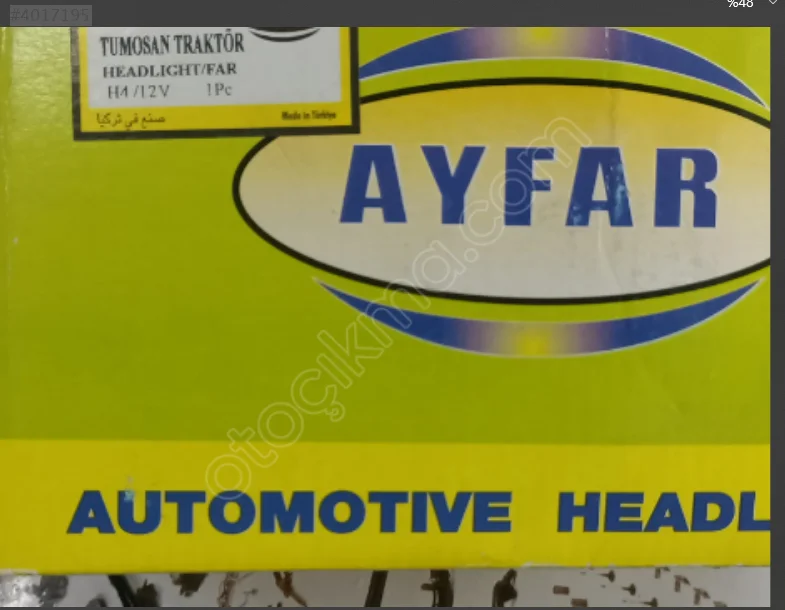 #4017195
%48
TUMOSAN TRAKTÖR
HEADLIGHT/FAR
H4 /12V 1Pc
صنع في تركيا Made in Türkiye
AYFAR
otoçıkma.com
AUTOMOTIVE HEADL